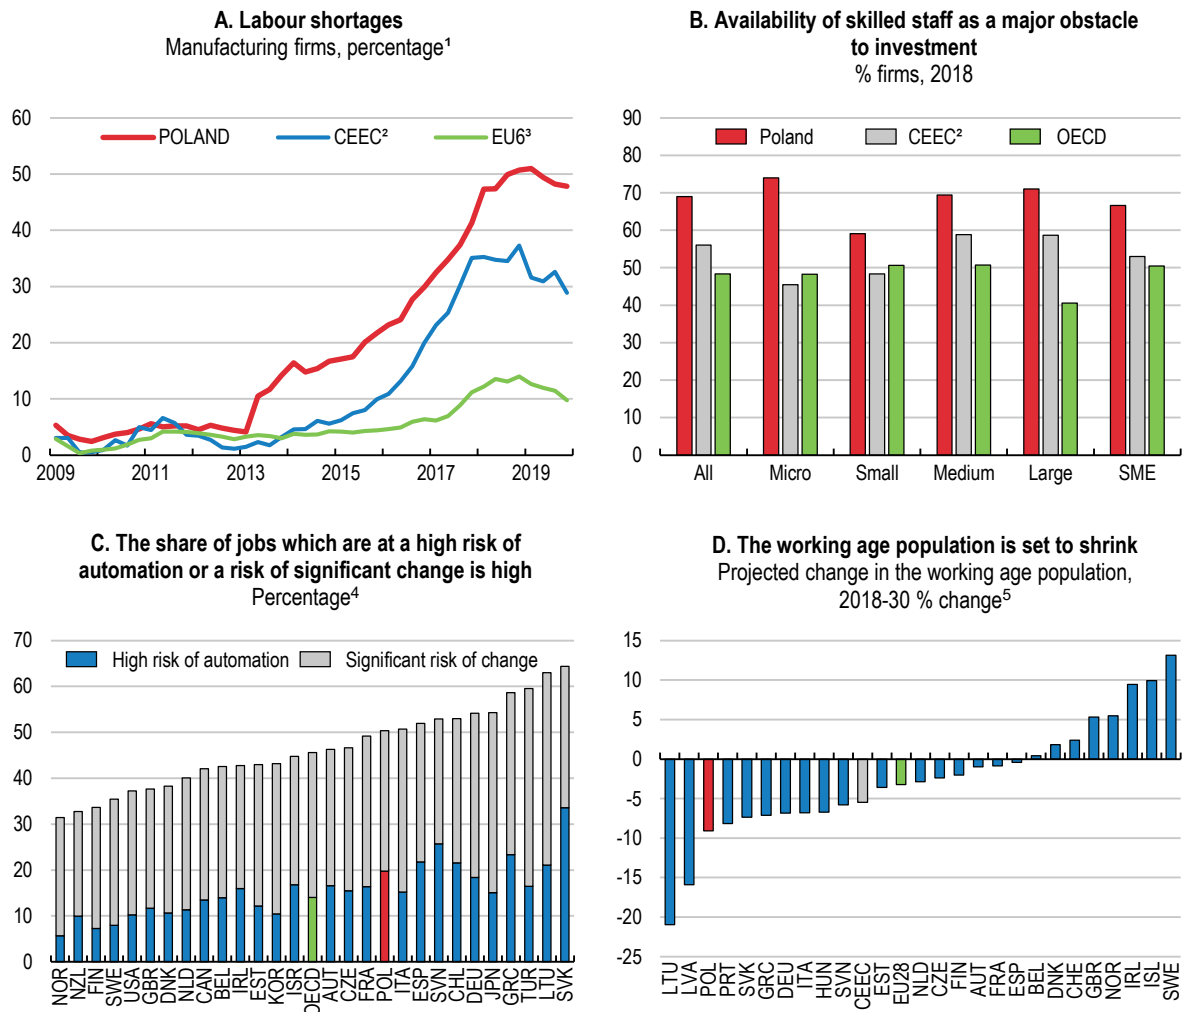 A. Labour shortages
Manufacturing firms, percentage¹
60
50
40
30
20
10
0
POLAND
CEEC²
EU6³
2009
2011
2013
2015
2017
2019
B. Availability of skilled staff as a major obstacle
to investment
% firms, 2018
90
80
70
60
50
40
30
20
10
0
Poland
CEEC²
OECD
All
Micro
Small
Medium
Large
SME
C. The share of jobs which are at a high risk of
automation or a risk of significant change is high
Percentage⁴
70
60
50
40
30
20
10
0
High risk of automation
Significant risk of change
NOR
NZL
FIN
SWE
USA
GBR
DNK
NLD
CAN
BEL
IRL
EST
KOR
ISR
OECD
AUT
CZE
FRA
POL
ITA
ESP
SVN
CHL
DEU
JPN
GRC
TUR
LTU
SVK
D. The working age population is set to shrink
Projected change in the working age population,
2018-30 % change⁵
15
10
5
0
-5
-10
-15
-20
-25
LTU
LVA
POL
PRT
SVK
GRC
DEU
ITA
HUN
SVN
CEEC
EST
EU28
NLD
CZE
FIN
AUT
FRA
ESP
BEL
DNK
CHE
GBR
NOR
IRL
ISL
SWE